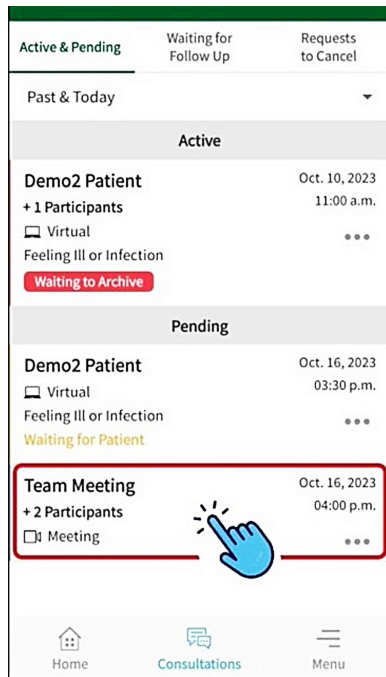 Active & Pending
Waiting for
Follow Up
Requests
to Cancel
Past & Today
Active
Demo2 Patient
Oct. 10, 2023
+ 1 Participants
11:00 a.m.
Virtual
Feeling Ill or Infection
Waiting to Archive
Pending
Demo2 Patient
Oct. 16, 2023
03:30 p.m.
Virtual
Feeling Ill or Infection
Waiting for Patient
Team Meeting
Oct. 16, 2023
+ 2 Participants
04:00 p.m.
Meeting
Home
Consultations
Menu